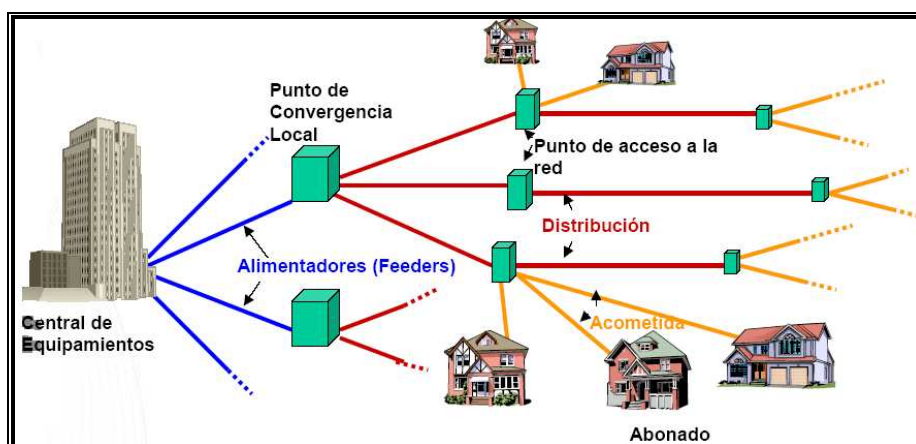 Punto de
Convergencia
Local
Punto de acceso a la
red
Distribución
Alimentadores (Feeders)
Central de
Equipamientos
Acometida
Abonado